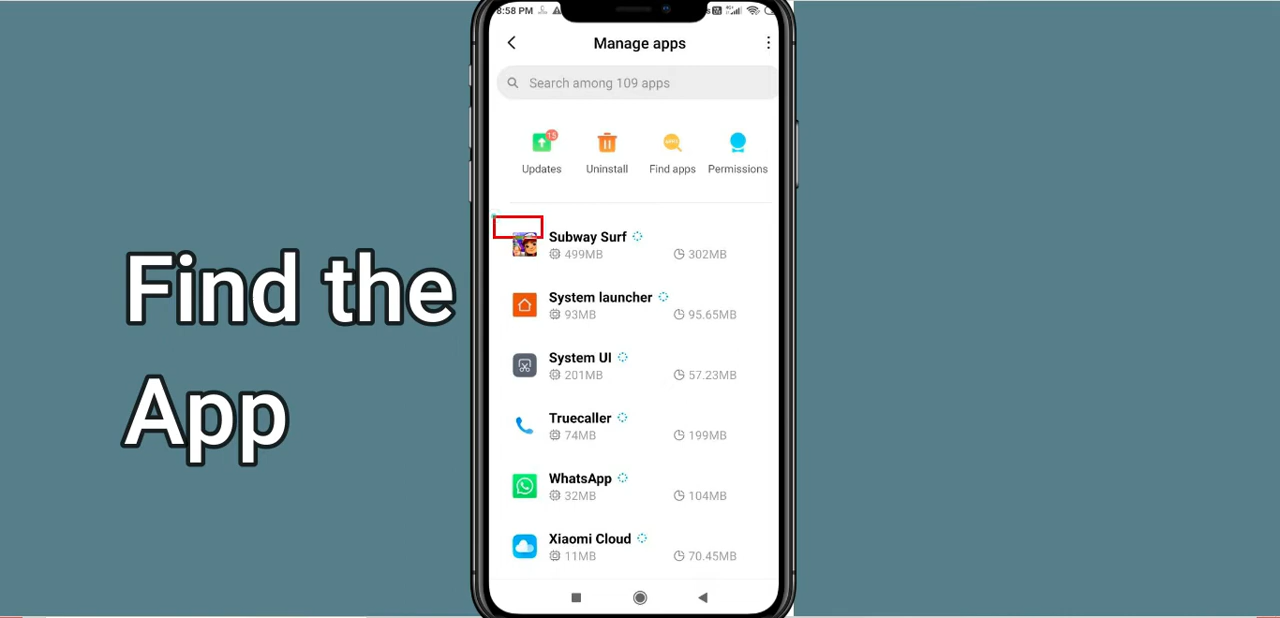 8:58 PM
Manage apps
Search among 109 apps
15
Updates
Uninstall
Find apps
Permissions
Subway Surf
499MB
302MB
System launcher
93MB
95.65MB
System UI
201MB
57.23MB
Truecaller
74MB
199MB
WhatsApp
32MB
104MB
Xiaomi Cloud
11MB
70.45MB
Find the
App